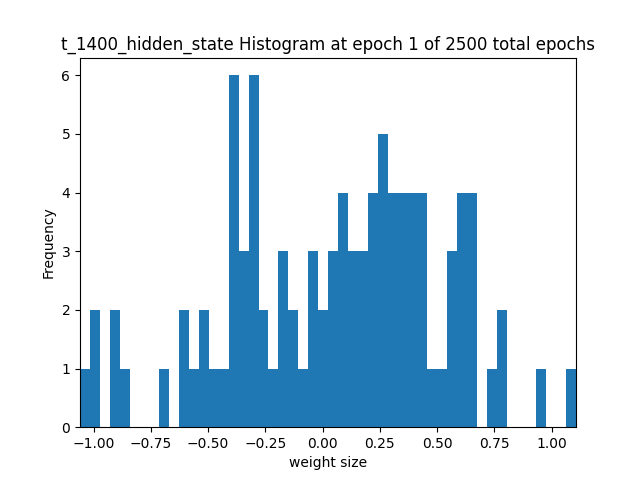 t_1400_hidden_state Histogram at epoch 1 of 2500 total epochs
6
5
4
3
2
1
0
Frequency
−1.00 −0.75 −0.50 −0.25 0.00 0.25 0.50 0.75 1.00
weight size